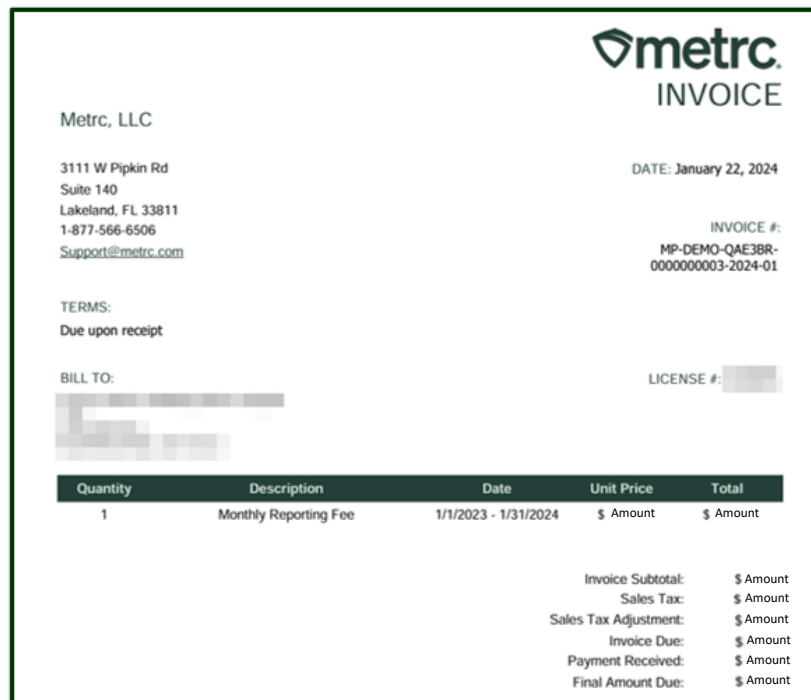 metrc.
INVOICE
Metrc, LLC
3111 W Pipkin Rd
Suite 140
Lakeland, FL 33811
1-877-566-6506
Support@metrc.com
DATE: January 22, 2024
INVOICE #:
MP-DEMO-QAE3BR-
0000000003-2024-01
TERMS:
Due upon receipt
BILL TO:
LICENSE #:
Quantity Description Date Unit Price Total
1 Monthly Reporting Fee 1/1/2023 - 1/31/2024 $ Amount $ Amount
Invoice Subtotal: $ Amount
Sales Tax: $ Amount
Sales Tax Adjustment: $ Amount
Invoice Due: $ Amount
Payment Received: $ Amount
Final Amount Due: $ Amount